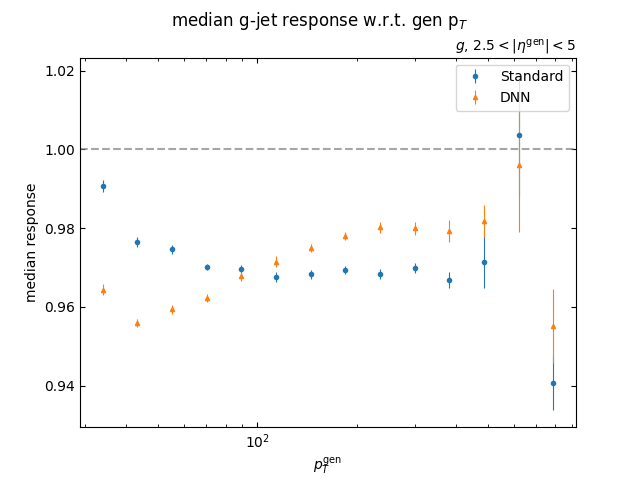 median g-jet response w.r.t. gen p_T
g, 2.5 < |η^gen| < 5
Standard
DNN
1.02
1.00
0.98
0.96
0.94
median response
10^2
p_T^gen